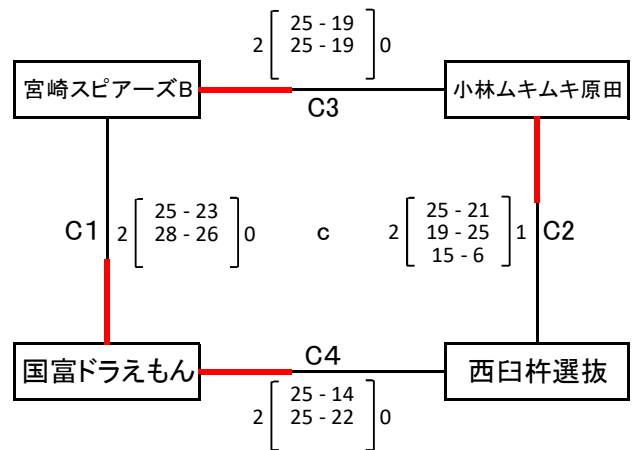 25 - 19
2 25 - 19 0
宮崎スピアーズB
小林ムキムキ原田
C3
C1 2 25 - 23 0
28 - 26
c
25 - 21
2 19 - 25 1 C2
15 - 6
国富ドラえもん
C4
西臼杵選抜
25 - 14
2 25 - 22 0